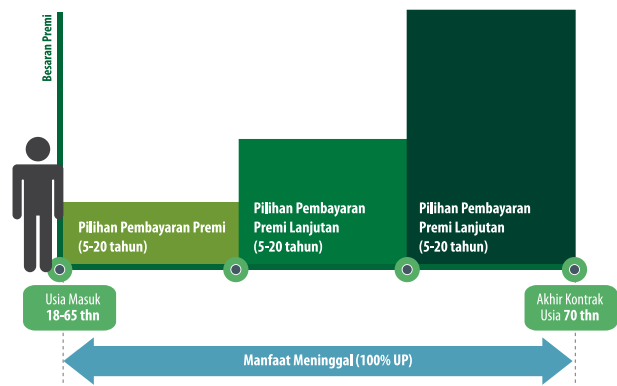 Besaran Premi
Pilihan Pembayaran Premi
(5-20 tahun)
Pilihan Pembayaran
Premi Lanjutan
(5-20 tahun)
Pilihan Pembayaran
Premi Lanjutan
(5-20 tahun)
Usia Masuk
18-65 thn
Akhir Kontrak
Usia 70 thn
Manfaat Meninggal (100% UP)